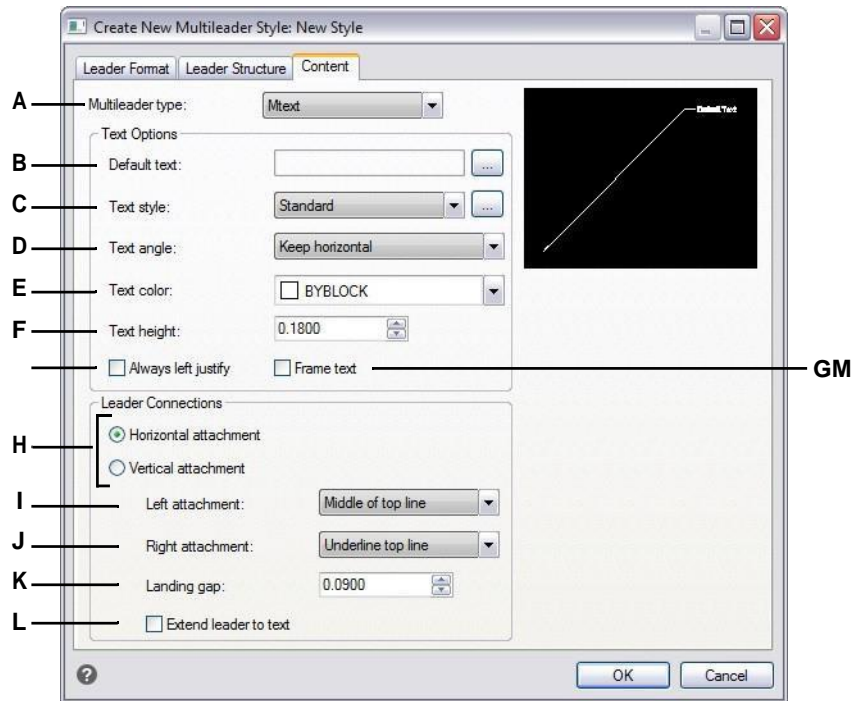 Create New Multileader Style: New Style
Leader Format Leader Structure Content
A Multileader type: Mtext
Default Text
Text Options
B Default text: ...
C Text style: Standard ...
D Text angle: Keep horizontal
E Text color: BYBLOCK
F Text height: 0.1800
Always left justify Frame text GM
Leader Connections
H Horizontal attachment
Vertical attachment
I Left attachment: Middle of top line
J Right attachment: Underline top line
K Landing gap: 0.0900
L Extend leader to text
? OK Cancel